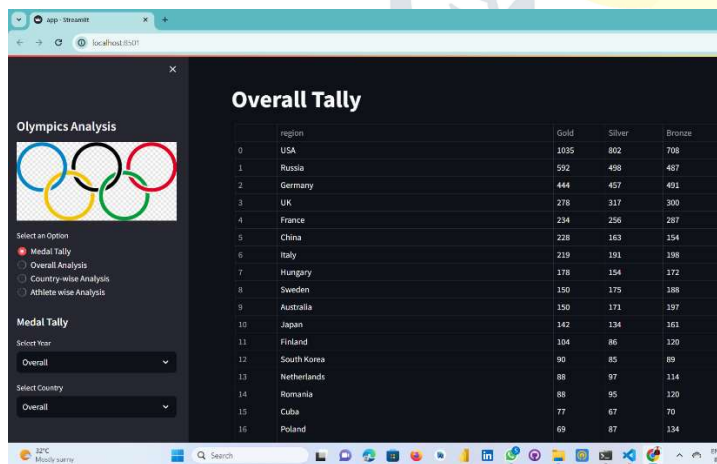 app · Streamlit
localhost:8501
Olympics Analysis
Select an Option
Medal Tally
Overall Analysis
Country-wise Analysis
Athlete wise Analysis
Medal Tally
Select Year
Overall
Select Country
Overall
Overall Tally
region Gold Silver Bronze
0 USA 1035 802 708
1 Russia 592 498 487
2 Germany 444 457 491
3 UK 278 317 300
4 France 234 256 287
5 China 228 163 154
6 Italy 219 191 198
7 Hungary 178 154 172
8 Sweden 150 175 188
9 Australia 150 171 197
10 Japan 142 134 161
11 Finland 104 86 120
12 South Korea 90 85 89
13 Netherlands 88 97 114
14 Romania 88 95 120
15 Cuba 77 67 70
16 Poland 69 87 134
32°C
Mostly sunny
Search